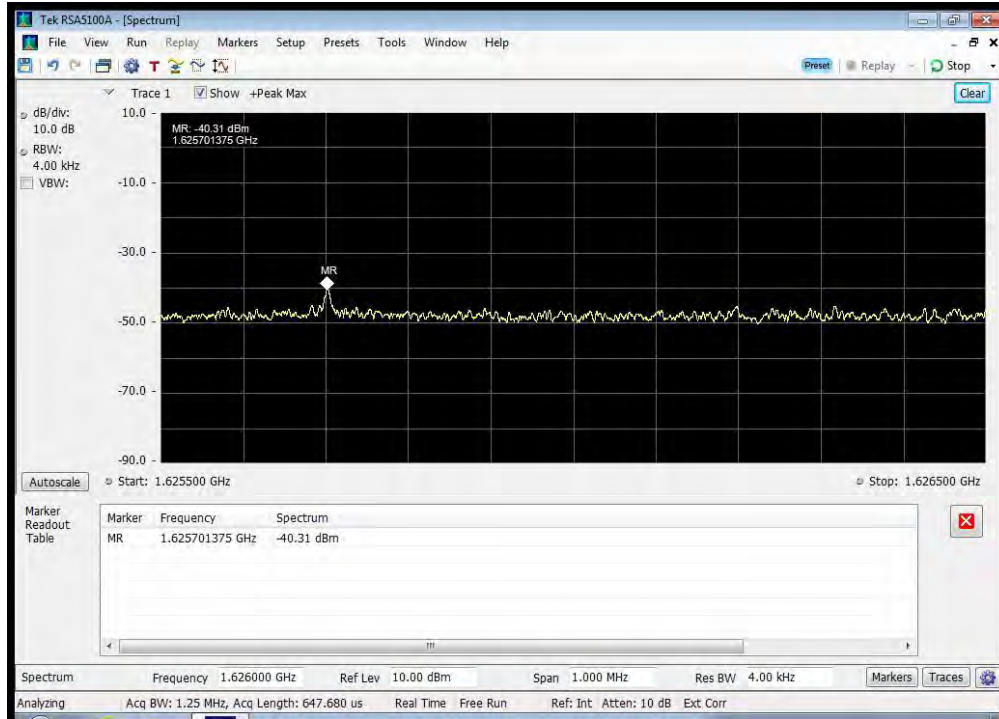 Tek RSA5100A - [Spectrum]
File View Run Replay Markers Setup Presets Tools Window Help
T
Preset Replay Stop
Trace 1 Show +Peak Max
Clear
dB/div:
10.0 dB
RBW:
4.00 kHz
VBW:
10.0
MR: -40.31 dBm
1.625701375 GHz
-10.0
-30.0
MR
-50.0
-70.0
-90.0
Autoscale
Start: 1.625500 GHz
Stop: 1.626500 GHz
Marker
Readout
Table
Marker Frequency Spectrum
MR 1.625701375 GHz -40.31 dBm
Spectrum Frequency 1.626000 GHz Ref Lev 10.00 dBm Span 1.000 MHz Res BW 4.00 kHz Markers Traces
Analyzing Acq BW: 1.25 MHz, Acq Length: 647.680 us Real Time Free Run Ref: Int Atten: 10 dB Ext Corr